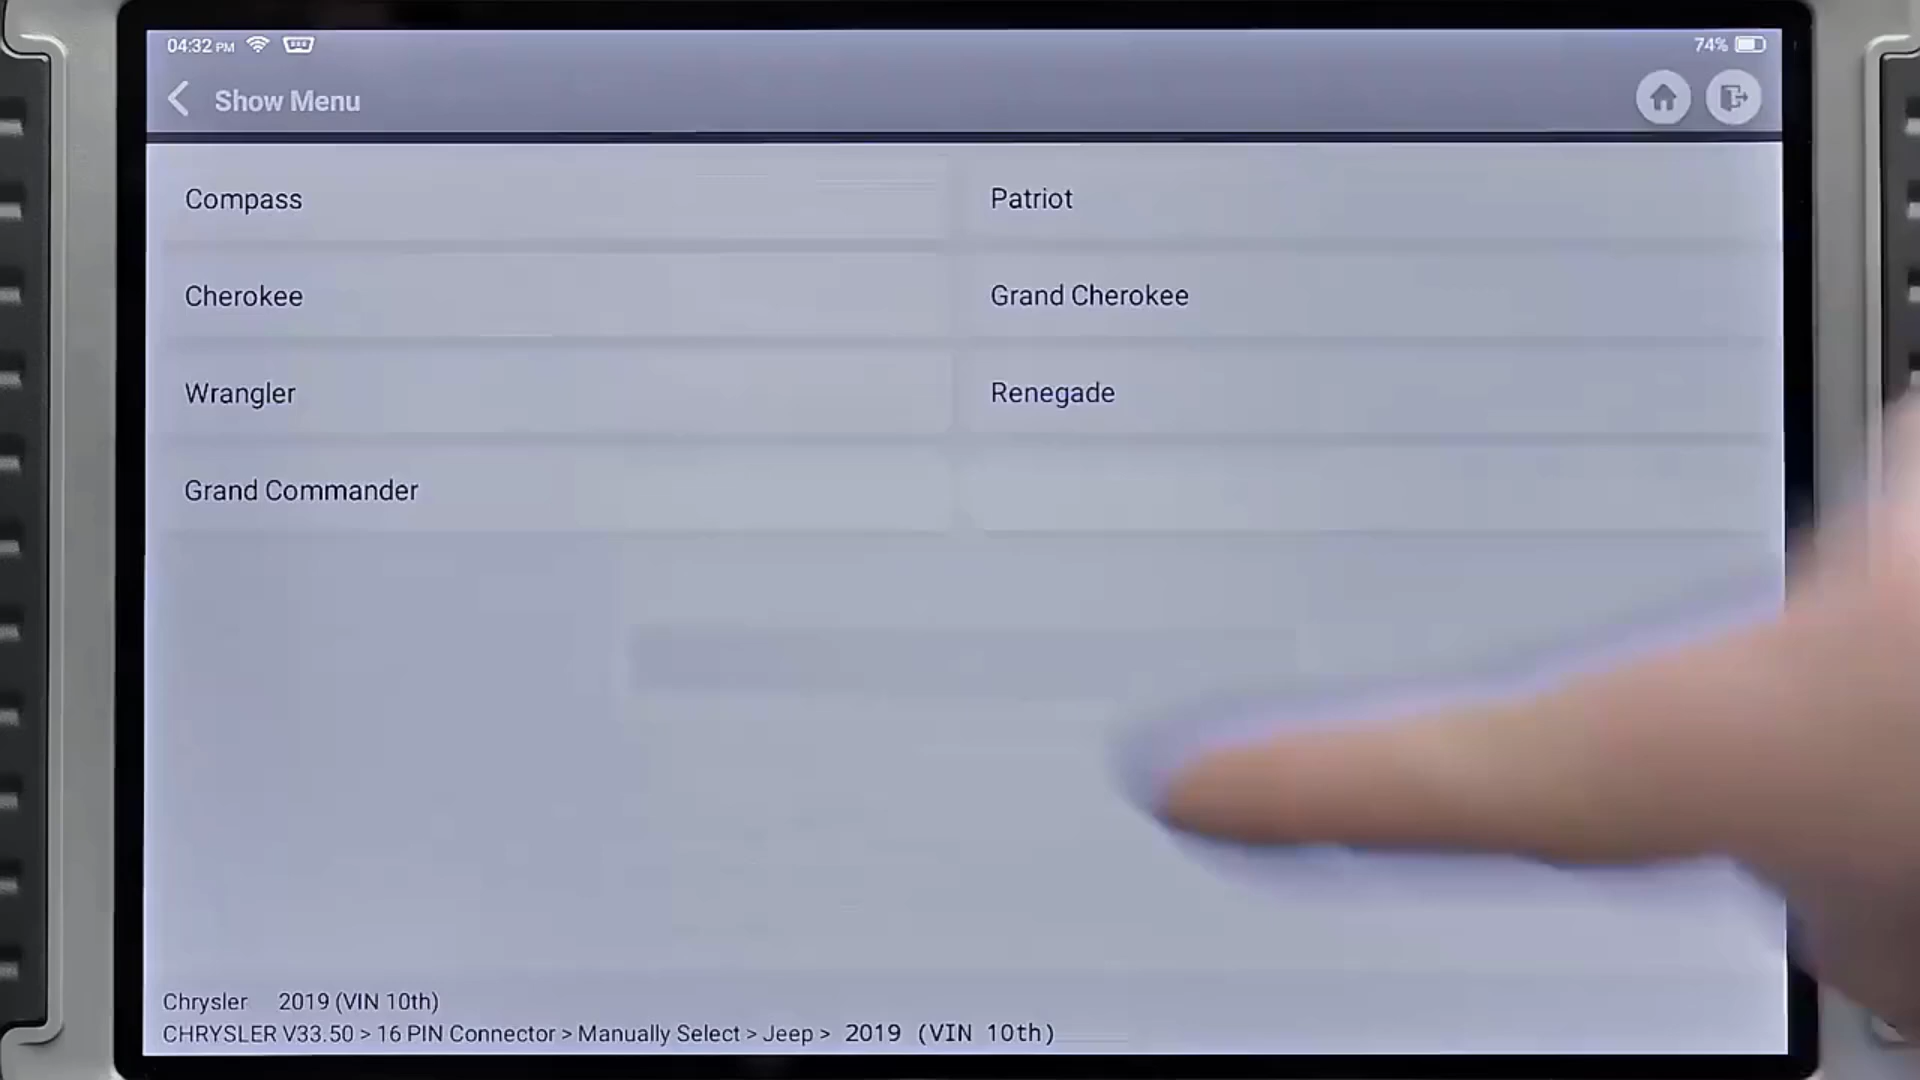 04:32 PM
74%
Show Menu
Compass
Patriot
Cherokee
Grand Cherokee
Wrangler
Renegade
Grand Commander
Chrysler 2019 (VIN 10th)
CHRYSLER V33.50 > 16 PIN Connector > Manually Select > Jeep > 2019 (VIN 10th)